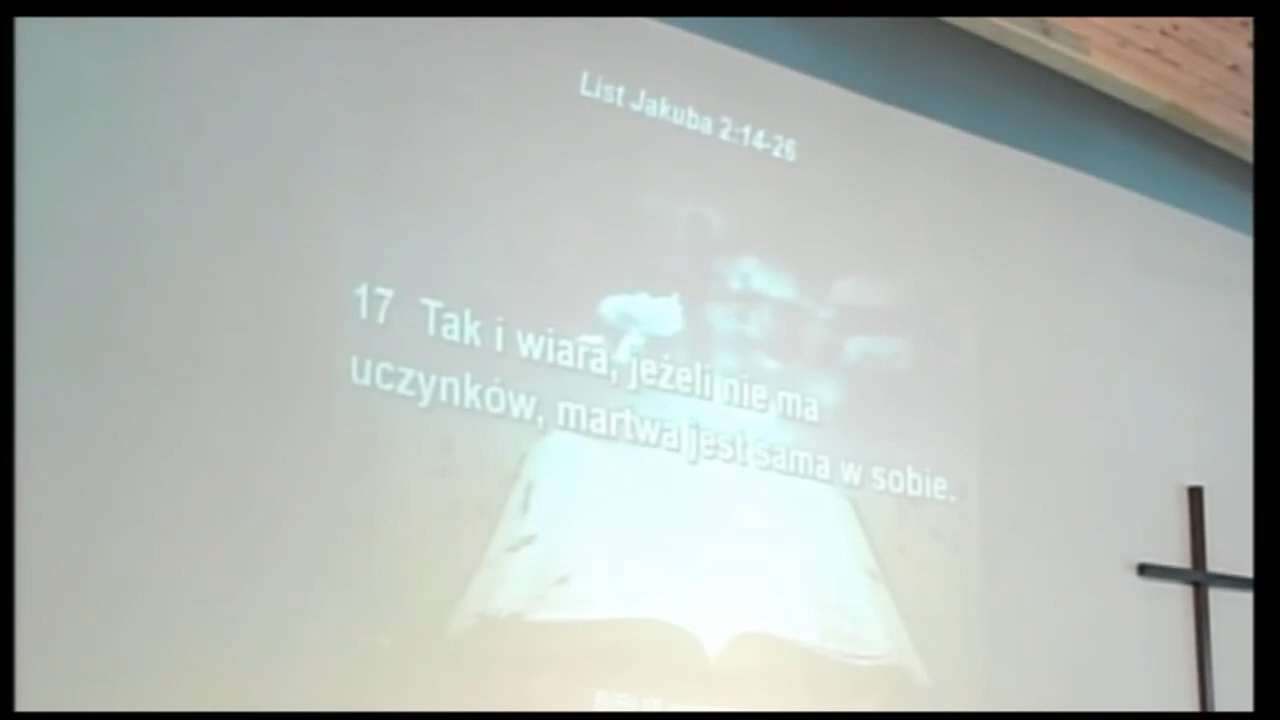 List Jakuba 2:14-26
17 Tak i wiara, jeżeli nie ma
uczynków, martwa jest sama w sobie.